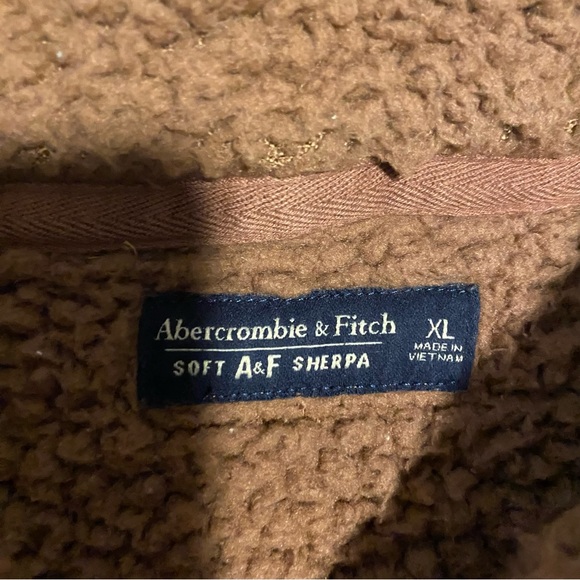 Abercrombie & Fitch
SOFT A&F SHERPA
XL
MADE IN
VIETNAM